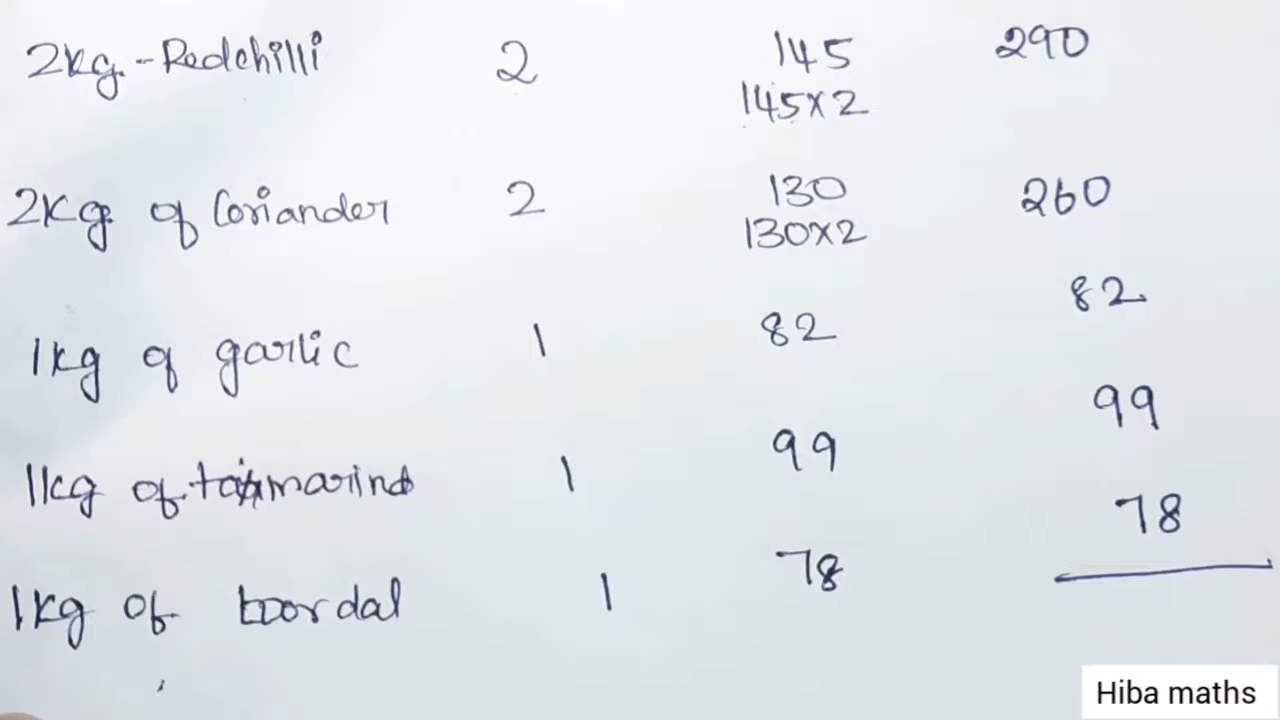 2kg - Redchilli 2 145 290
145x2
2Kg of Coriander 2 130 260
130x2
1kg of garlic 1 82 82
1kg of tamarind 1 99 99
1kg of toordal 1 78 78
Hiba maths